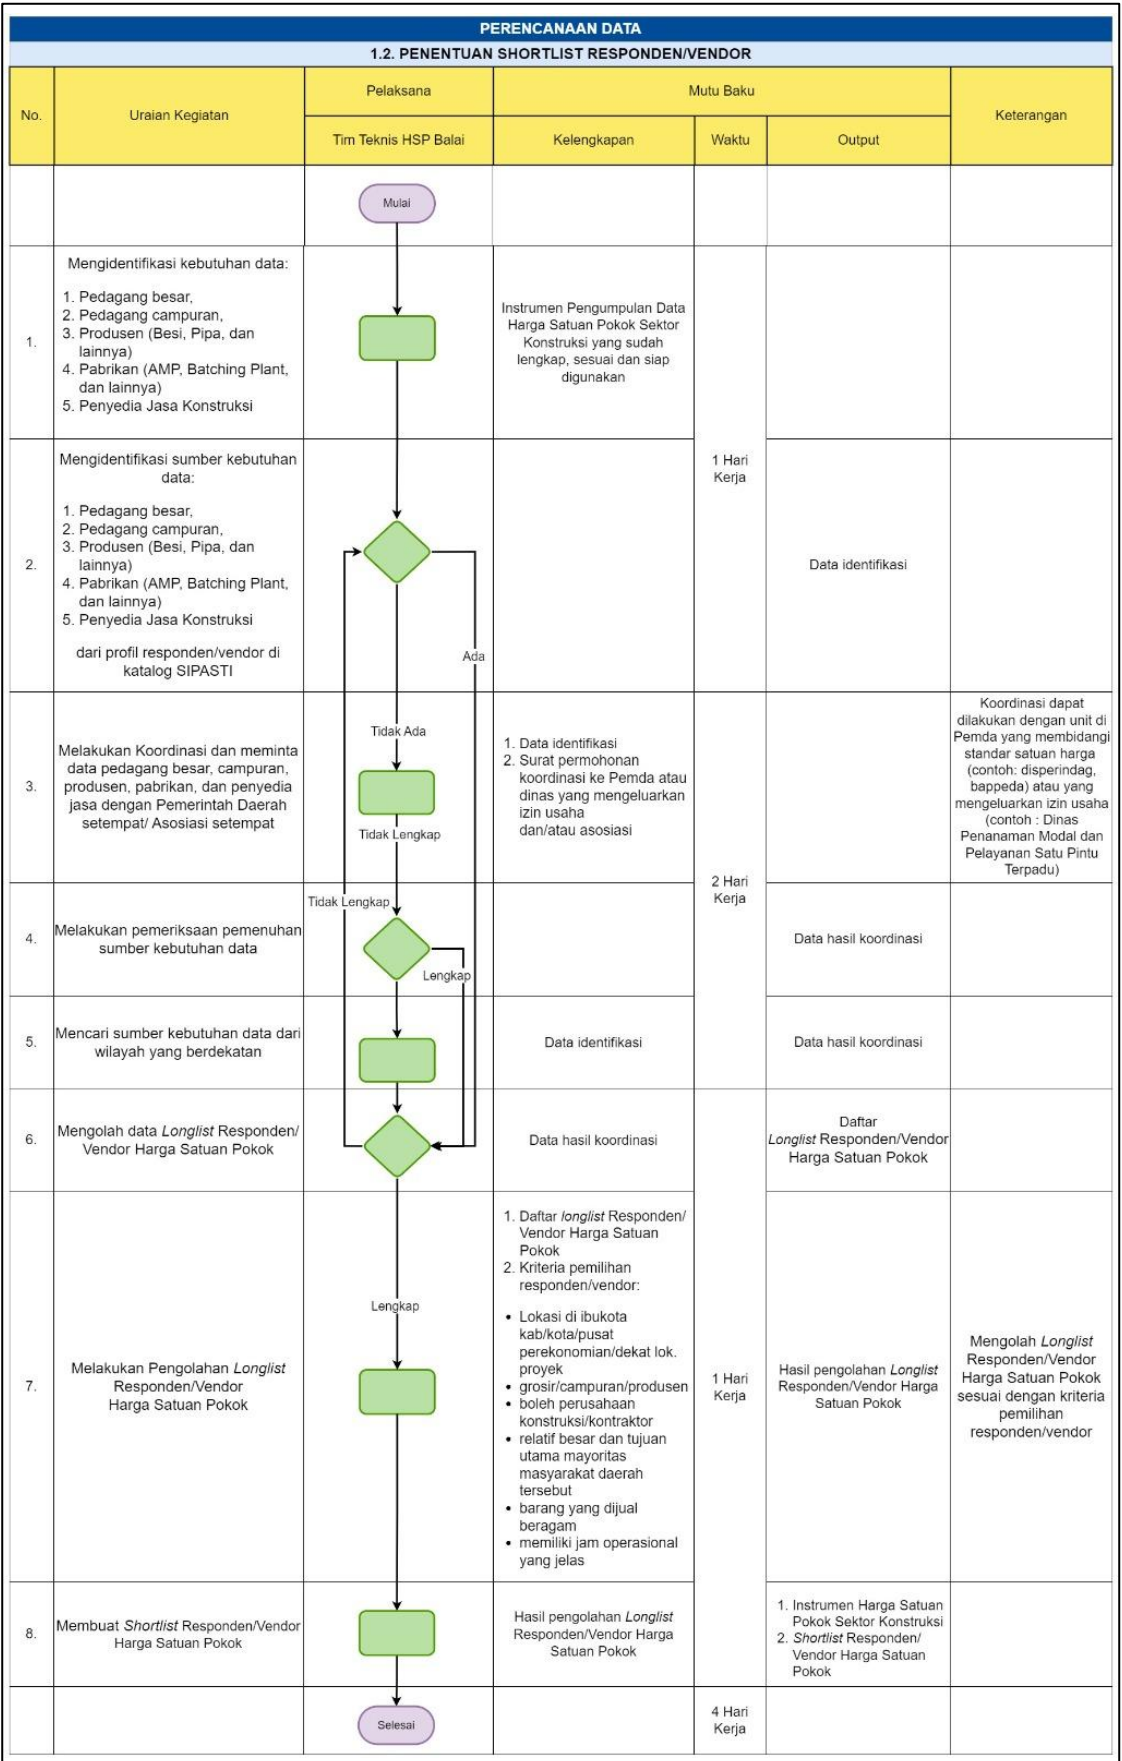 PERENCANAAN DATA
1.2. PENENTUAN SHORTLIST RESPONDEN/VENDOR
No.
Uraian Kegiatan
Pelaksana
Mutu Baku
Keterangan
Tim Teknis HSP Balai
Kelengkapan
Waktu
Output
Mulai
1.
Mengidentifikasi kebutuhan data:
1. Pedagang besar,
2. Pedagang campuran,
3. Produsen (Besi, Pipa, dan
lainnya)
4. Pabrikan (AMP, Batching Plant,
dan lainnya)
5. Penyedia Jasa Konstruksi
Instrumen Pengumpulan Data
Harga Satuan Pokok Sektor
Konstruksi yang sudah
lengkap, sesuai dan siap
digunakan
1 Hari
Kerja
2.
Mengidentifikasi sumber kebutuhan
data:
1. Pedagang besar,
2. Pedagang campuran,
3. Produsen (Besi, Pipa, dan
lainnya)
4. Pabrikan (AMP, Batching Plant,
dan lainnya)
5. Penyedia Jasa Konstruksi
dari profil responden/vendor di
katalog SIPASTI
Ada
Data identifikasi
3.
Melakukan Koordinasi dan meminta
data pedagang besar, campuran,
produsen, pabrikan, dan penyedia
jasa dengan Pemerintah Daerah
setempat/ Asosiasi setempat
Tidak Ada
Tidak Lengkap
1. Data identifikasi
2. Surat permohonan
koordinasi ke Pemda atau
dinas yang mengeluarkan
izin usaha
dan/atau asosiasi
2 Hari
Kerja
Koordinasi dapat
dilakukan dengan unit di
Pemda yang membidangi
standar satuan harga
(contoh: disperindag,
bappeda) atau yang
mengeluarkan izin usaha
(contoh : Dinas
Penanaman Modal dan
Pelayanan Satu Pintu
Terpadu)
4.
Melakukan pemeriksaan pemenuhan
sumber kebutuhan data
Tidak Lengkap
Lengkap
Data hasil koordinasi
5.
Mencari sumber kebutuhan data dari
wilayah yang berdekatan
Data identifikasi
Data hasil koordinasi
6.
Mengolah data Longlist Responden/
Vendor Harga Satuan Pokok
Data hasil koordinasi
Daftar
Longlist Responden/Vendor
Harga Satuan Pokok
7.
Melakukan Pengolahan Longlist
Responden/Vendor
Harga Satuan Pokok
Lengkap
1. Daftar longlist Responden/
Vendor Harga Satuan
Pokok
2. Kriteria pemilihan
responden/vendor:
• Lokasi di ibukota
kab/kota/pusat
perekonomian/dekat lok.
proyek
• grosir/campuran/produsen
• boleh perusahaan
konstruksi/kontraktor
• relatif besar dan tujuan
utama mayoritas
masyarakat daerah
tersebut
• barang yang dijual
beragam
• memiliki jam operasional
yang jelas
1 Hari
Kerja
Hasil pengolahan Longlist
Responden/Vendor Harga
Satuan Pokok
Mengolah Longlist
Responden/Vendor
Harga Satuan Pokok
sesuai dengan kriteria
pemilihan
responden/vendor
8.
Membuat Shortlist Responden/Vendor
Harga Satuan Pokok
Hasil pengolahan Longlist
Responden/Vendor Harga
Satuan Pokok
1. Instrumen Harga Satuan
Pokok Sektor Konstruksi
2. Shortlist Responden/
Vendor Harga Satuan
Pokok
Selesai
4 Hari
Kerja